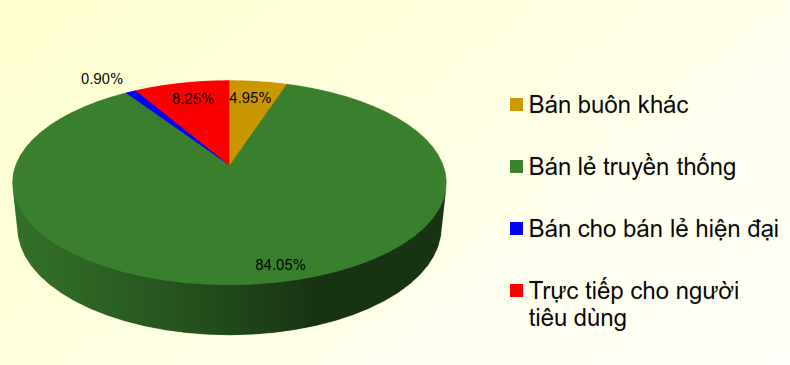 0.90%
8.25%
4.95%
84.05%
Bán buôn khác
Bán lẻ truyền thống
Bán cho bán lẻ hiện đại
Trực tiếp cho người
tiêu dùng